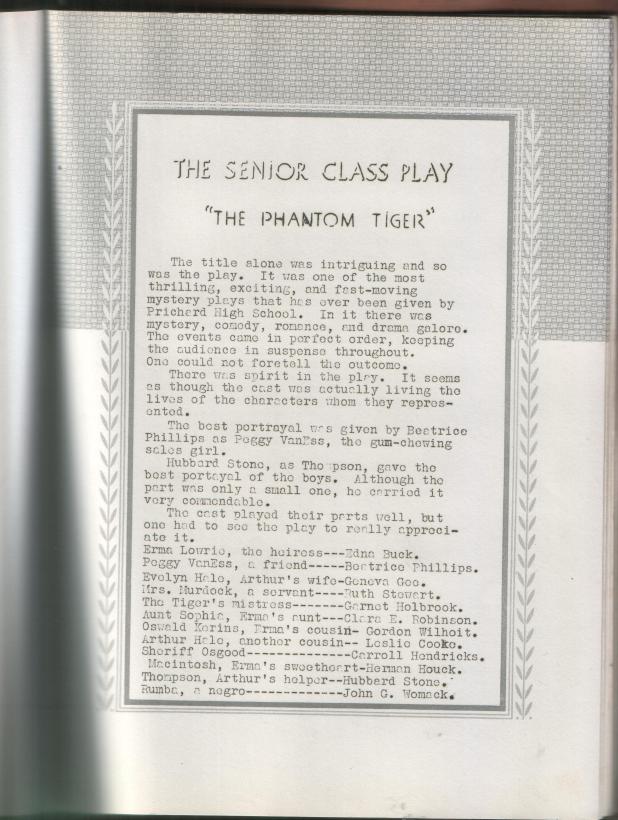 THE SENIOR CLASS PLAY
"THE PHANTOM TIGER"
The title alone was intriguing and so
was the play. It was one of the most
thrilling, exciting, and fast-moving
mystery plays that has ever been given by
Prichard High School. In it there was
mystery, comedy, romance, and drama galore.
The events came in perfect order, keeping
the audience in suspense throughout.
One could not foretell the outcome.
There was spirit in the play. It seems
as though the cast was actually living the
lives of the characters whom they repres-
ented.
The best portrayal was given by Beatrice
Phillips as Peggy VanEss, the gum-chewing
sales girl.
Hubbard Stone, as Tho pson, gave the
best portayal of the boys. Although the
part was only a small one, he carried it
very commendable.
The cast played their parts well, but
one had to see the play to really appreci-
ate it.
Erma Lowrie, the heiress---Edna Buck.
Peggy VanEss, a friend-----Beatrice Phillips.
Evelyn Hale, Arthur's wife-Geneva Gee.
Mrs. Murdock, a servant----Ruth Stewart.
The Tiger's mistress-------Garnet Holbrook.
Aunt Sophia, Erma's aunt---Clara E. Robinson.
Oswald Kerins, Erma's cousin- Gordon Wilhoit.
Arthur Hale, another cousin-- Leslie Cooke.
Sheriff Osgood-------------Carroll Hendricks.
Macintosh, Erma's sweetheart-Herman Houck.
Thompson, Arthur's helper--Hubbard Stone.
Rumba, a negro-------------John G. Womack.